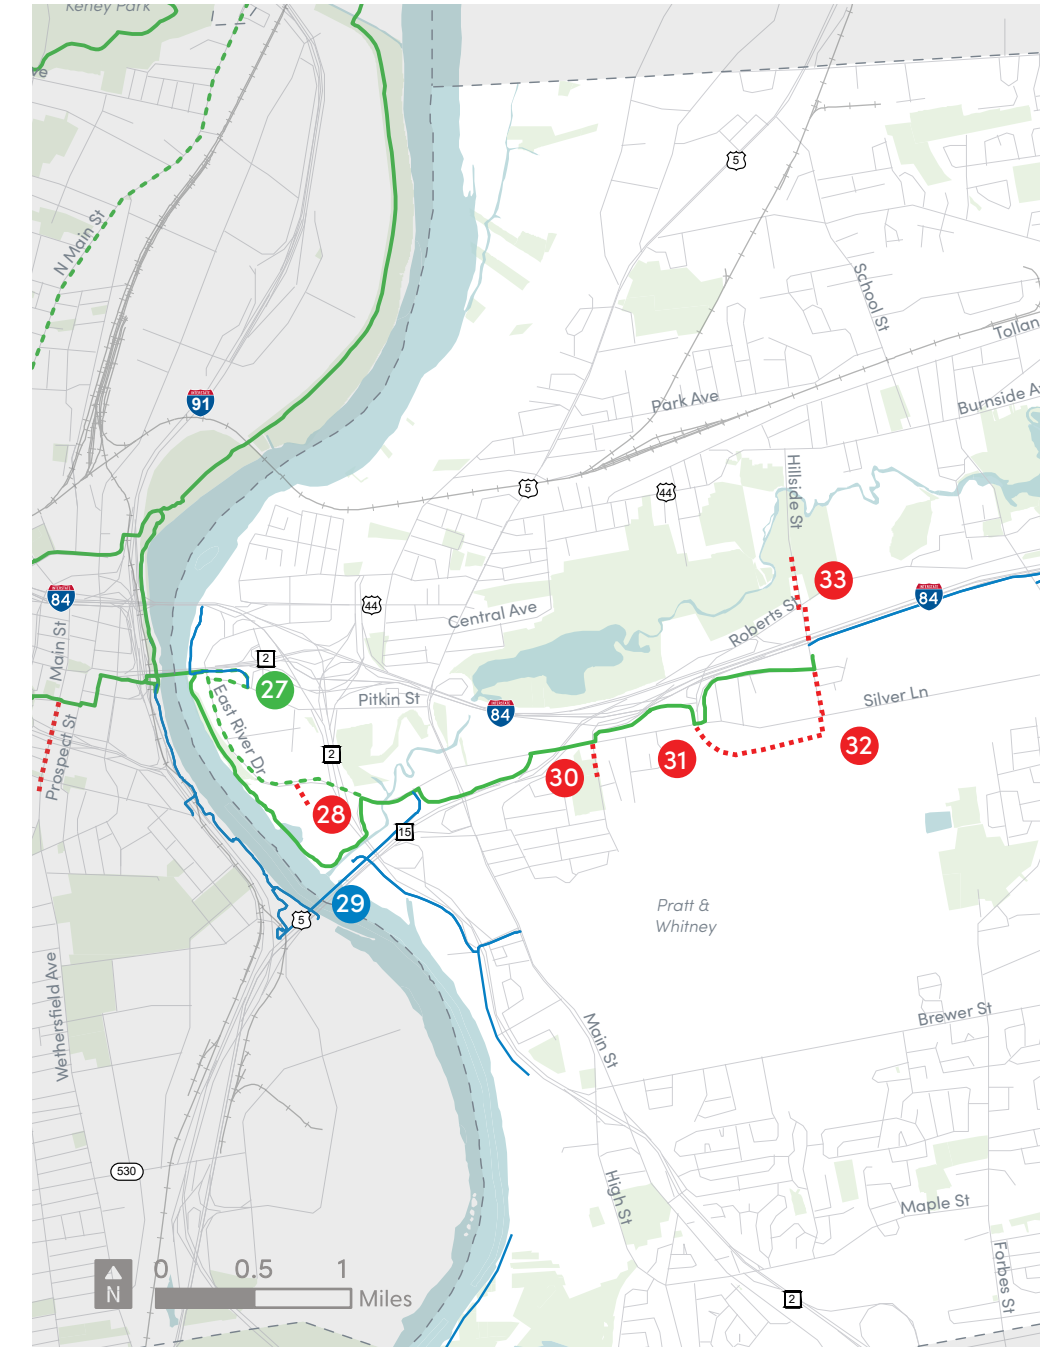 Keney Park
Ave
5
N Main St
School St
Tollan
91
Park Ave
Burnside A
5
44
Hillside St
33
84
84
44
Central Ave
Roberts St
Main St
2
27
Pitkin St
84
Silver Ln
East River Dr
Prospect St
2
30
31
32
28
15
29
5
Pratt &
Whitney
Wethersfield Ave
Main St
Brewer St
530
High St
Maple St
Forbes St
N
0 0.5 1
Miles
2